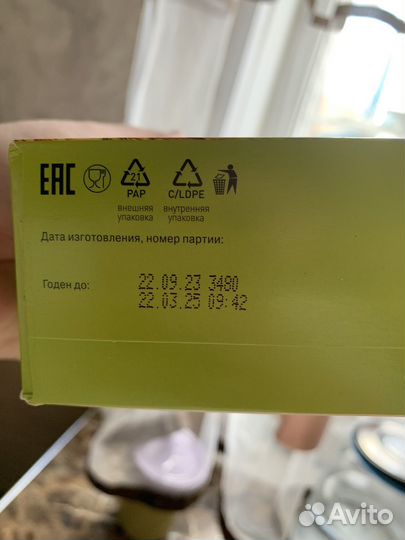 EAC
21
PAP
C/LDPE
внешняя
упаковка
внутренняя
упаковка
Дата изготовления, номер партии:
22.09.23 3480
Годен до:
22.03.25 09:42
Avito